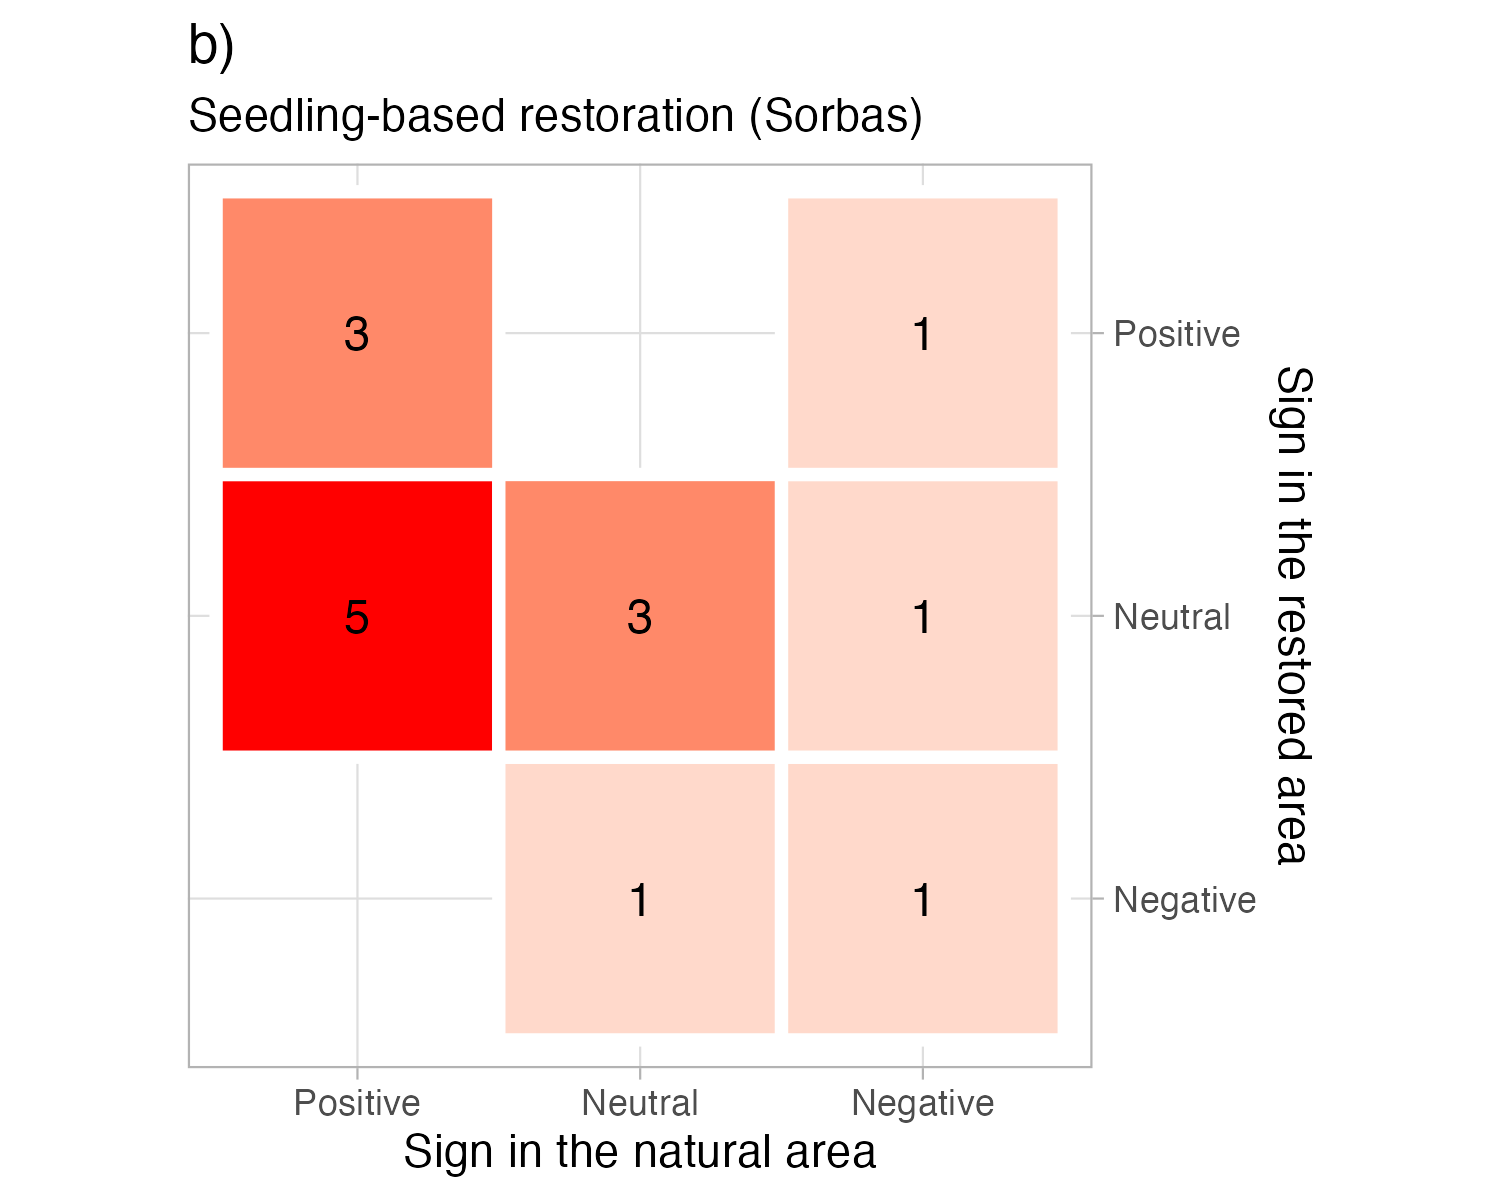 b)
Seedling-based restoration (Sorbas)
3
1
Positive
5
3
1
Neutral
1
1
Negative
Sign in the restored area
Positive
Neutral
Negative
Sign in the natural area